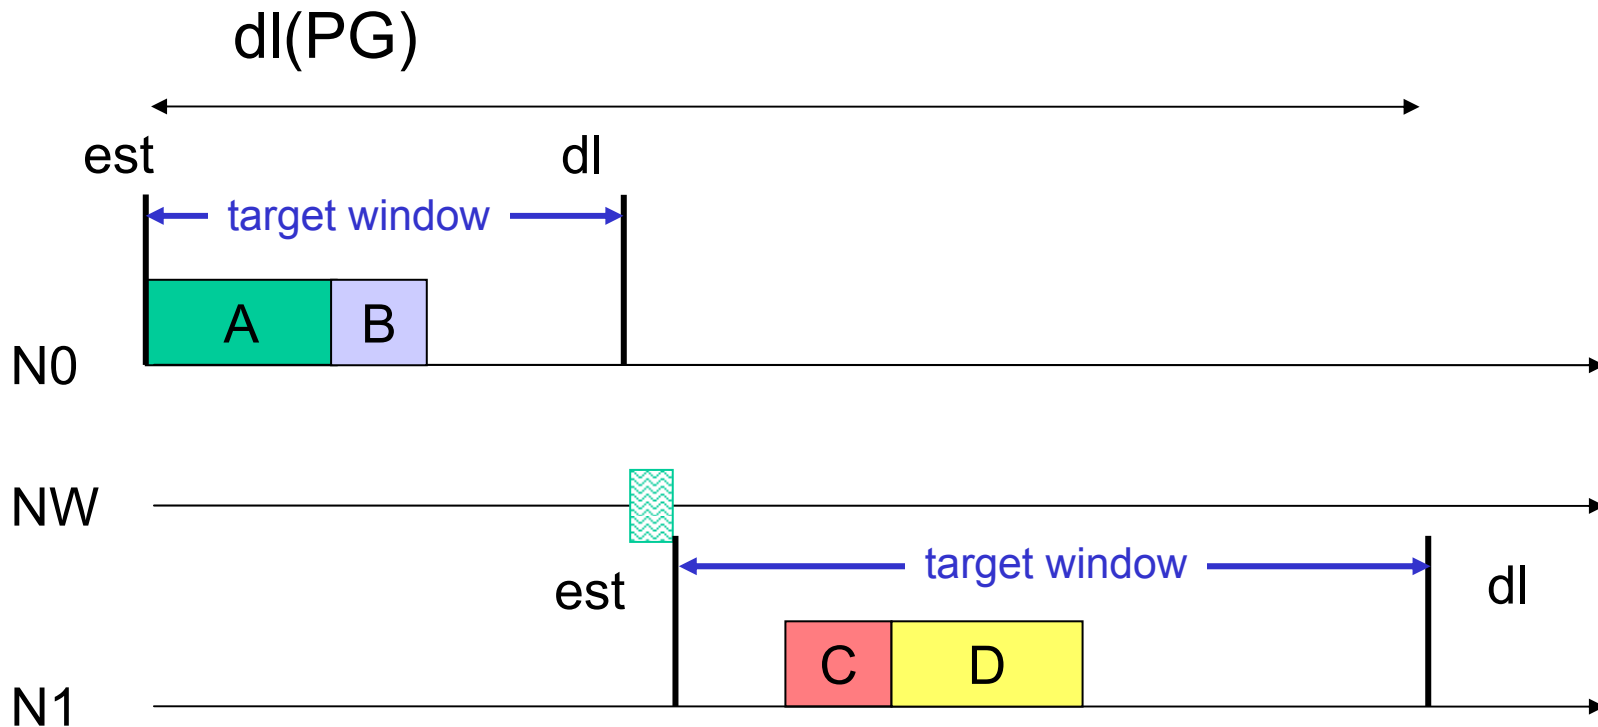 dl(PG)
est dl
target window
A B
N0
NW
target window
est dl
C D
N1